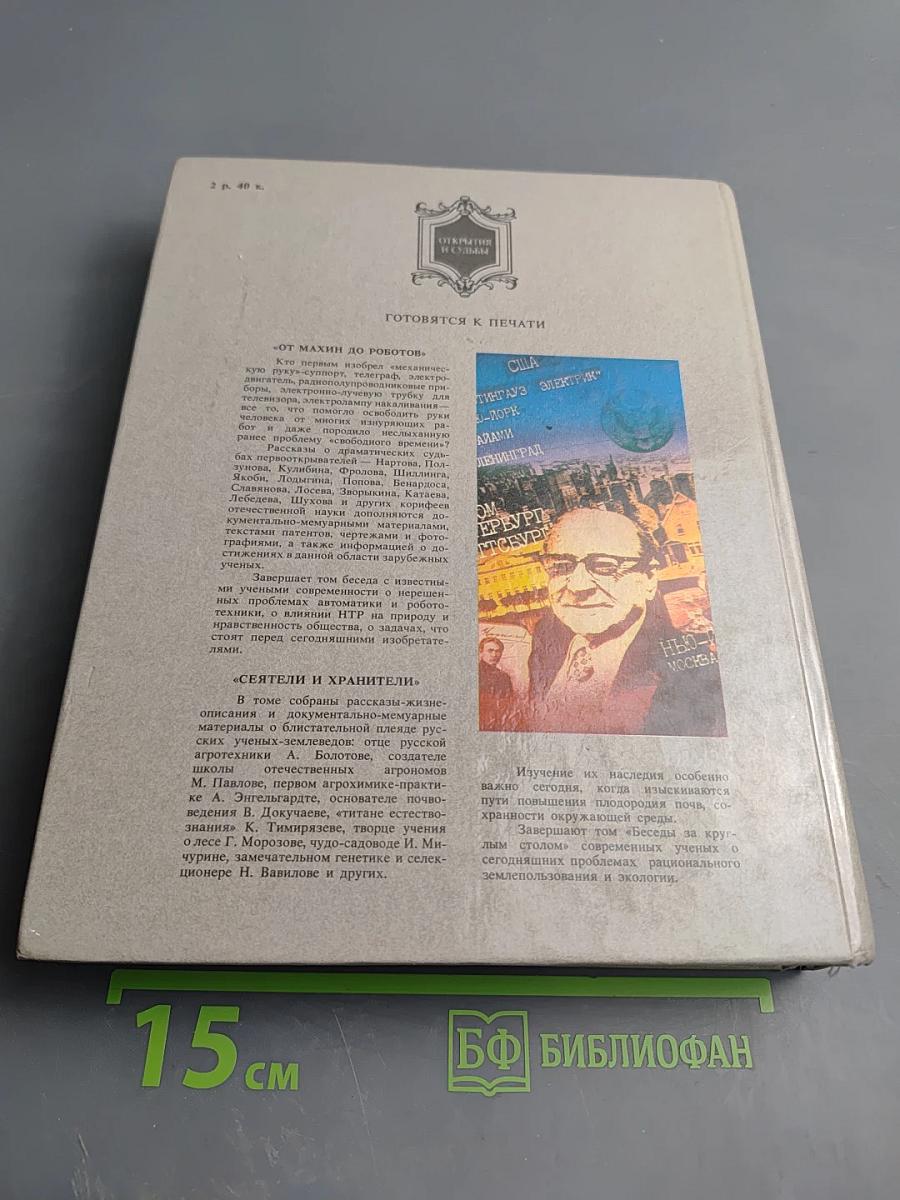 2 р. 40 к.
ОТКРЫТИЯ
И СУДЬБЫ
ГОТОВЯТСЯ К ПЕЧАТИ
«ОТ МАХИН ДО РОБОТОВ»
Кто первым изобрел «механичес-
кую руку»-суппорт, телеграф, электро-
двигатель, радиополупроводниковые при-
боры, электронно-лучевую трубку для
телевизора, электролампу накаливания—
все то, что помогло освободить руки
человека от многих изнуряющих ра-
бот и даже породило неслыханную
ранее проблему «свободного времени»?
Рассказы о драматических судь-
бах первооткрывателей — Нартова, Пол-
зунова, Кулибина, Фролова, Шиллинга,
Якоби, Лодыгина, Попова, Бенардоса,
Славянова, Лосева, Зворыкина, Катаева,
Лебедева, Шухова и других корифеев
отечественной науки дополняются до-
кументально-мемуарными материалами,
текстами патентов, чертежами и фото-
графиями, а также информацией о до-
стижениях в данной области зарубежных
ученых.
Завершает том беседа с известны-
ми учеными современности о нерешен-
ных проблемах автоматики и робото-
техники, о влиянии НТР на природу и
нравственность общества, о задачах, что
стоят перед сегодняшними изобретате-
лями.
«СЕЯТЕЛИ И ХРАНИТЕЛИ»
В томе собраны рассказы-жизне-
описания и документально-мемуарные
материалы о блистательной плеяде рус-
ских ученых-землеведов: отце русской
агротехники А. Болотове, создателе
школы отечественных агрономов
М. Павлове, первом агрохимике-практи-
ке А. Энгельгардте, основателе почво-
ведения В. Докучаеве, «титане естество-
знания» К. Тимирязеве, творце учения
о лесе Г. Морозове, чудо-садоводе И. Ми-
чурине, замечательном генетике и селек-
ционере Н. Вавилове и других.
США
ТИНГАУЗ ЭЛЕКТРИК"
Ю-ЙОРК
АЙАМИ
ЛЕНИНГРАД
ОМ
ЕРБУРГ
ТТСБУР
НЬЮ-Й
МОСКВА
Изучение их наследия особенно
важно сегодня, когда изыскиваются
пути повышения плодородия почв, со-
хранности окружающей среды.
Завершают том «Беседы за круг-
лым столом» современных ученых о
сегодняшних проблемах рационального
землепользования и экологии.
15 см
БФ БИБЛИОФАН